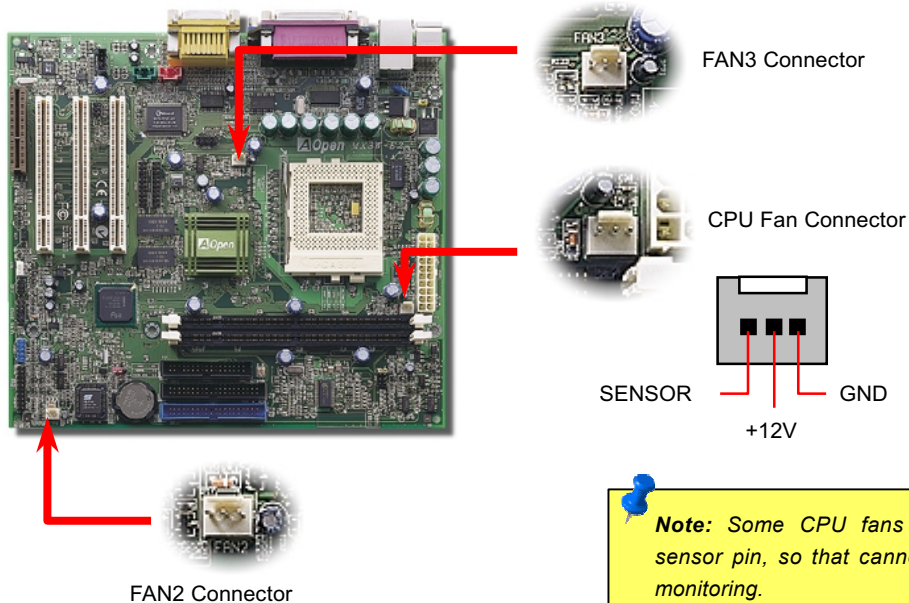 FAN3
FAN3 Connector
AOpen MX3W
CPU Fan Connector
AOpen
SENSOR
GND
+12V
FAN2
FAN2 Connector
Note: Some CPU fans
sensor pin, so that
monitoring.